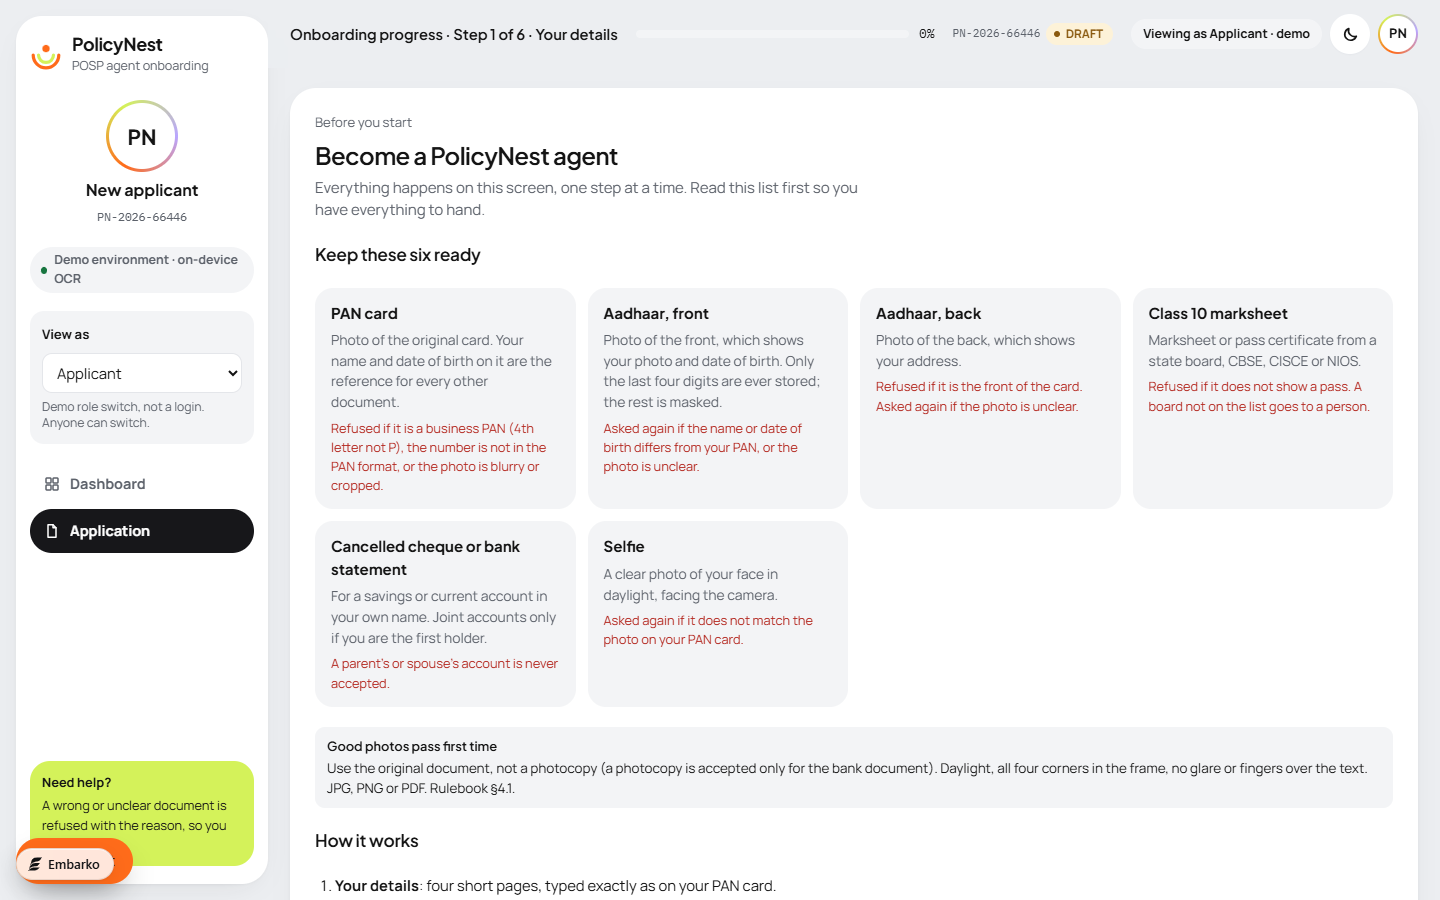 PolicyNest
POSP agent onboarding
PN
New applicant
PN-2026-66446
Demo environment · on-device
OCR
View as
Applicant
Demo role switch, not a login.
Anyone can switch.
Dashboard
Application
Need help?
A wrong or unclear document is
refused with the reason, so you
Embarko
Onboarding progress · Step 1 of 6 · Your details
0%
PN-2026-66446
DRAFT
Viewing as Applicant · demo
PN
Before you start
Become a PolicyNest agent
Everything happens on this screen, one step at a time. Read this list first so you
have everything to hand.
Keep these six ready
PAN card
Photo of the original card. Your
name and date of birth on it are the
reference for every other
document.
Refused if it is a business PAN (4th
letter not P), the number is not in the
PAN format, or the photo is blurry or
cropped.
Aadhaar, front
Photo of the front, which shows
your photo and date of birth. Only
the last four digits are ever stored;
the rest is masked.
Asked again if the name or date of
birth differs from your PAN, or the
photo is unclear.
Aadhaar, back
Photo of the back, which shows
your address.
Refused if it is the front of the card.
Asked again if the photo is unclear.
Class 10 marksheet
Marksheet or pass certificate from a
state board, CBSE, CISCE or NIOS.
Refused if it does not show a pass. A
board not on the list goes to a person.
Cancelled cheque or bank
statement
For a savings or current account in
your own name. Joint accounts only
if you are the first holder.
A parent's or spouse's account is never
accepted.
Selfie
A clear photo of your face in
daylight, facing the camera.
Asked again if it does not match the
photo on your PAN card.
Good photos pass first time
Use the original document, not a photocopy (a photocopy is accepted only for the bank document). Daylight, all four corners in the frame, no glare or fingers over the text.
JPG, PNG or PDF. Rulebook §4.1.
How it works
1. Your details: four short pages, typed exactly as on your PAN card.